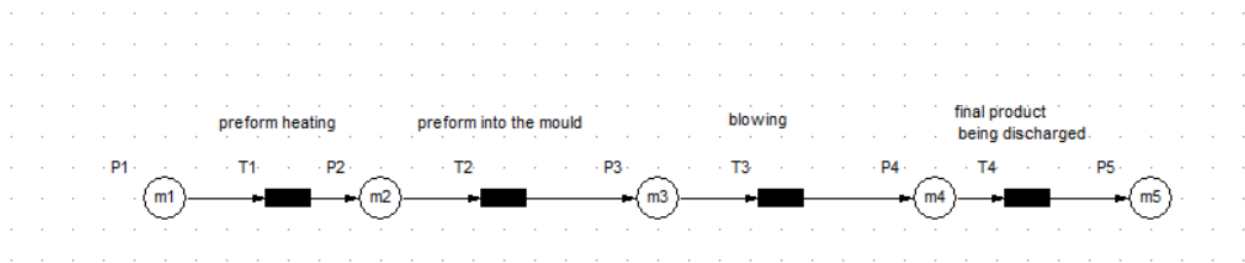 preform heating
preform into the mould
blowing
final product
being discharged
P1
T1
P2
T2
P3
T3
P4
T4
P5
m1
m2
m3
m4
m5